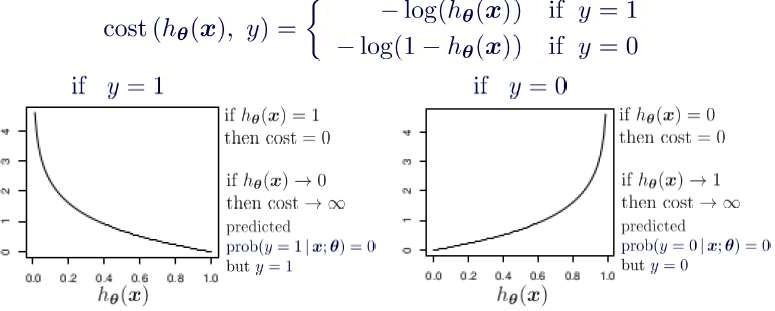 cost (hθ(x), y) = { −log(hθ(x)) if y = 1
−log(1 − hθ(x)) if y = 0
if y = 1
if hθ(x) = 1
then cost = 0
if hθ(x) → 0
then cost → ∞
predicted
prob(y = 1 | x; θ) = 0
but y = 1
4
3
2
1
0
0.0 0.2 0.4 0.6 0.8 1.0
hθ(x)
if y = 0
if hθ(x) = 0
then cost = 0
if hθ(x) → 1
then cost → ∞
predicted
prob(y = 0 | x; θ) = 0
but y = 0
4
3
2
1
0
0.0 0.2 0.4 0.6 0.8 1.0
hθ(x)